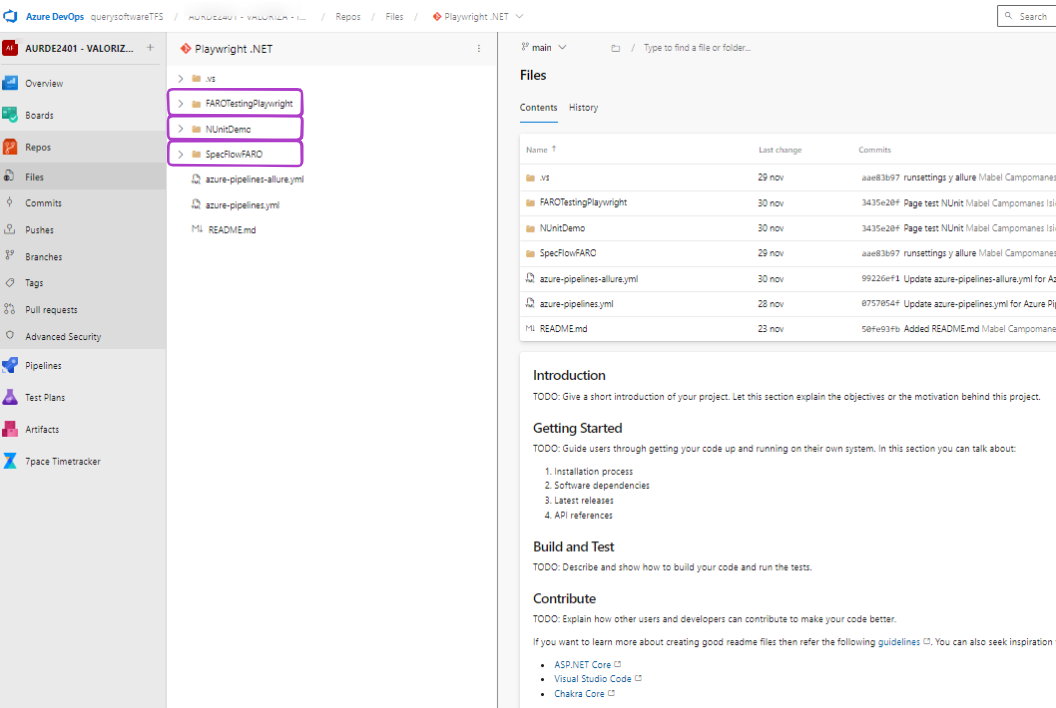 Azure DevOps querysoftwareTFS / AURDE2401 - VALORIZA - I... / Repos / Files / Playwright .NET
Search
AF AURDE2401 - VALORIZ... +
Overview
Boards
Repos
Files
Commits
Pushes
Branches
Tags
Pull requests
Advanced Security
Pipelines
Test Plans
Artifacts
7pace Timetracker
Playwright .NET
.vs
FAROTestingPlaywright
NUnitDemo
SpecFlowFARO
azure-pipelines-allure.yml
azure-pipelines.yml
M↓ README.md
main / Type to find a file or folder...
Files
Contents History
Name ↑ Last change Commits
.vs 29 nov aae83b97 runsettings y allure Mabel Campomanes
FAROTestingPlaywright 30 nov 3435e20f Page test NUnit Mabel Campomanes Isi
NUnitDemo 30 nov 3435e20f Page test NUnit Mabel Campomanes Isi
SpecFlowFARO 29 nov aae83b97 runsettings y allure Mabel Campomanes
azure-pipelines-allure.yml 30 nov 99226ef1 Update azure-pipelines-allure.yml for Az
azure-pipelines.yml 28 nov 0757054f Update azure-pipelines.yml for Azure Pi
M↓ README.md 23 nov 50fe93fb Added README.md Mabel Campomane
Introduction
TODO: Give a short introduction of your project. Let this section explain the objectives or the motivation behind this project.
Getting Started
TODO: Guide users through getting your code up and running on their own system. In this section you can talk about:
1. Installation process
2. Software dependencies
3. Latest releases
4. API references
Build and Test
TODO: Describe and show how to build your code and run the tests.
Contribute
TODO: Explain how other users and developers can contribute to make your code better.
If you want to learn more about creating good readme files then refer the following guidelines. You can also seek inspiration
• ASP.NET Core
• Visual Studio Code
• Chakra Core